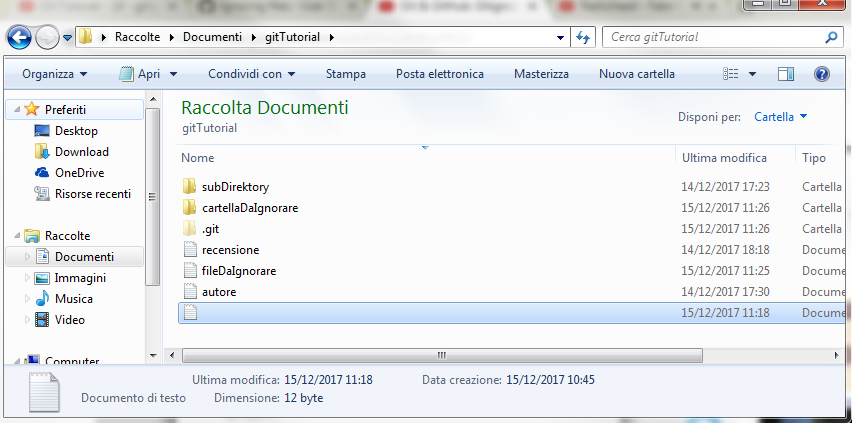 Raccolte Documenti gitTutorial
Cerca gitTutorial
Organizza Apri Condividi con Stampa Posta elettronica Masterizza Nuova cartella
Preferiti
Desktop
Download
OneDrive
Risorse recenti
Raccolte
Documenti
Immagini
Musica
Video
Computer
Raccolta Documenti
gitTutorial
Disponi per: Cartella
Nome Ultima modifica Tipo
subDirektory 14/12/2017 17:23 Cartella
cartellaDaIgnorare 15/12/2017 11:26 Cartella
.git 15/12/2017 11:26 Cartella
recensione 14/12/2017 18:18 Docume
fileDaIgnorare 15/12/2017 11:25 Docume
autore 14/12/2017 17:30 Docume
15/12/2017 11:18 Docume
Ultima modifica: 15/12/2017 11:18 Data creazione: 15/12/2017 10:45
Documento di testo Dimensione: 12 byte